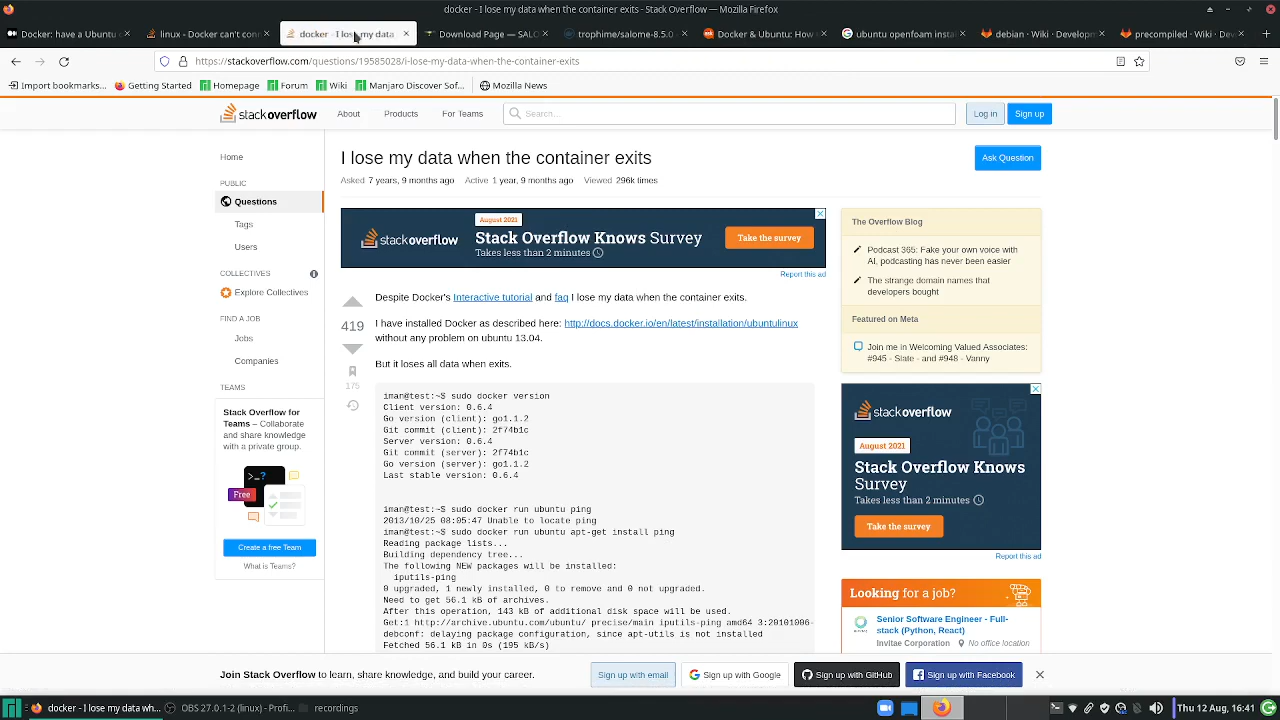 docker - I lose my data when the container exits - Stack Overflow — Mozilla Firefox
Docker: have a Ubuntu d
linux - Docker can't conn
docker - I lose my data
Download Page — SALO
trophime/salome-8.5.0
Docker & Ubuntu: How
ubuntu openfoam insta
debian · Wiki · Developm
precompiled · Wiki · Dev
https://stackoverflow.com/questions/19585028/i-lose-my-data-when-the-container-exits
Import bookmarks...
Getting Started
Homepage
Forum
Wiki
Manjaro Discover Sof...
Mozilla News
stackoverflow
About
Products
For Teams
Search...
Log in
Sign up
Home
PUBLIC
Questions
Tags
Users
COLLECTIVES
Explore Collectives
FIND A JOB
Jobs
Companies
TEAMS
Stack Overflow for
Teams – Collaborate
and share knowledge
with a private group.
>_?
Free
Create a free Team
What is Teams?
I lose my data when the container exits
Ask Question
Asked 7 years, 9 months ago Active 1 year, 9 months ago Viewed 296k times
stackoverflow
August 2021
Stack Overflow Knows Survey
Takes less than 2 minutes
Take the survey
Report this ad
419
175
Despite Docker's Interactive tutorial and faq I lose my data when the container exits.
I have installed Docker as described here: http://docs.docker.io/en/latest/installation/ubuntulinux
without any problem on ubuntu 13.04.
But it loses all data when exits.
iman@test:~$ sudo docker version
Client version: 0.6.4
Go version (client): go1.1.2
Git commit (client): 2f74b1c
Server version: 0.6.4
Git commit (server): 2f74b1c
Go version (server): go1.1.2
Last stable version: 0.6.4
iman@test:~$ sudo docker run ubuntu ping
2013/10/25 08:05:47 Unable to locate ping
iman@test:~$ sudo docker run ubuntu apt-get install ping
Reading package lists...
Building dependency tree...
The following NEW packages will be installed:
iputils-ping
0 upgraded, 1 newly installed, 0 to remove and 0 not upgraded.
Need to get 56.1 kB of archives.
After this operation, 143 kB of additional disk space will be used.
Get:1 http://archive.ubuntu.com/ubuntu/ precise/main iputils-ping amd64 3:20101006-
debconf: delaying package configuration, since apt-utils is not installed
Fetched 56.1 kB in 0s (195 kB/s)
The Overflow Blog
Podcast 365: Fake your own voice with
AI, podcasting has never been easier
The strange domain names that
developers bought
Featured on Meta
Join me in Welcoming Valued Associates:
#945 - Slate - and #948 - Vanny
stackoverflow
August 2021
Stack Overflow Knows
Survey
Takes less than 2 minutes
Take the survey
Report this ad
Looking for a job?
Senior Software Engineer - Full-
stack (Python, React)
Invitae Corporation No office location
Join Stack Overflow to learn, share knowledge, and build your career.
Sign up with email
Sign up with Google
Sign up with GitHub
Sign up with Facebook
docker - I lose my data wh...
OBS 27.0.1-2 (linux) - Profi...
recordings
Thu 12 Aug, 16:41